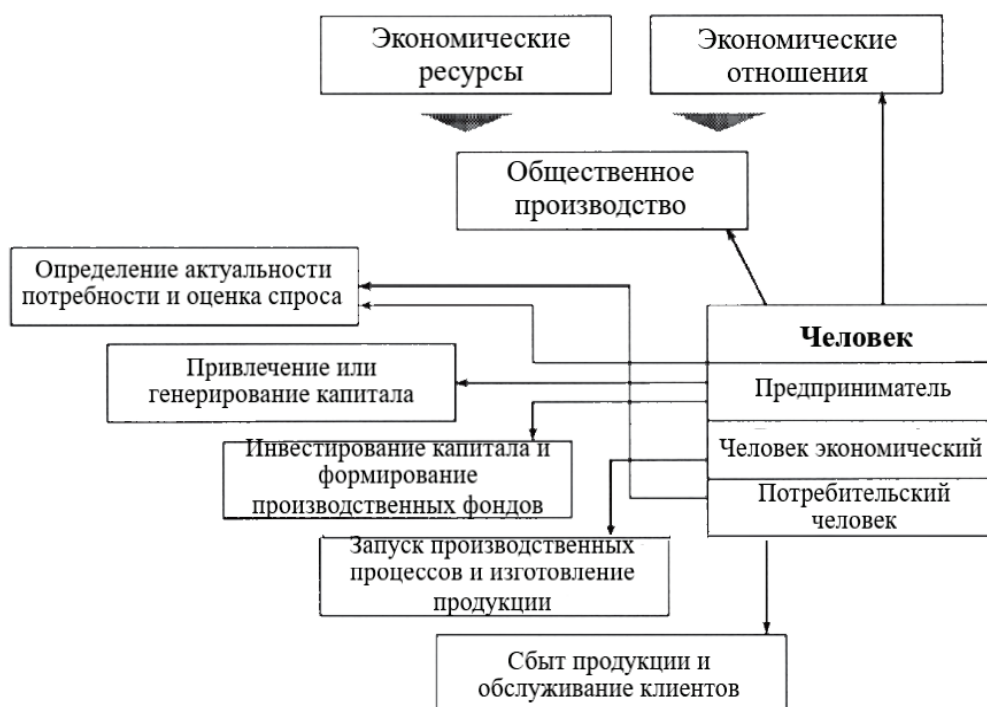 Экономические
ресурсы
Экономические
отношения
Общественное
производство
Определение актуальности
потребности и оценка спроса
Человек
Привлечение или
генерирование капитала
Предприниматель
Инвестирование капитала и
формирование
производственных фондов
Человек экономический
Потребительский
человек
Запуск производственных
процессов и изготовление
продукции
Сбыт продукции и
обслуживание клиентов